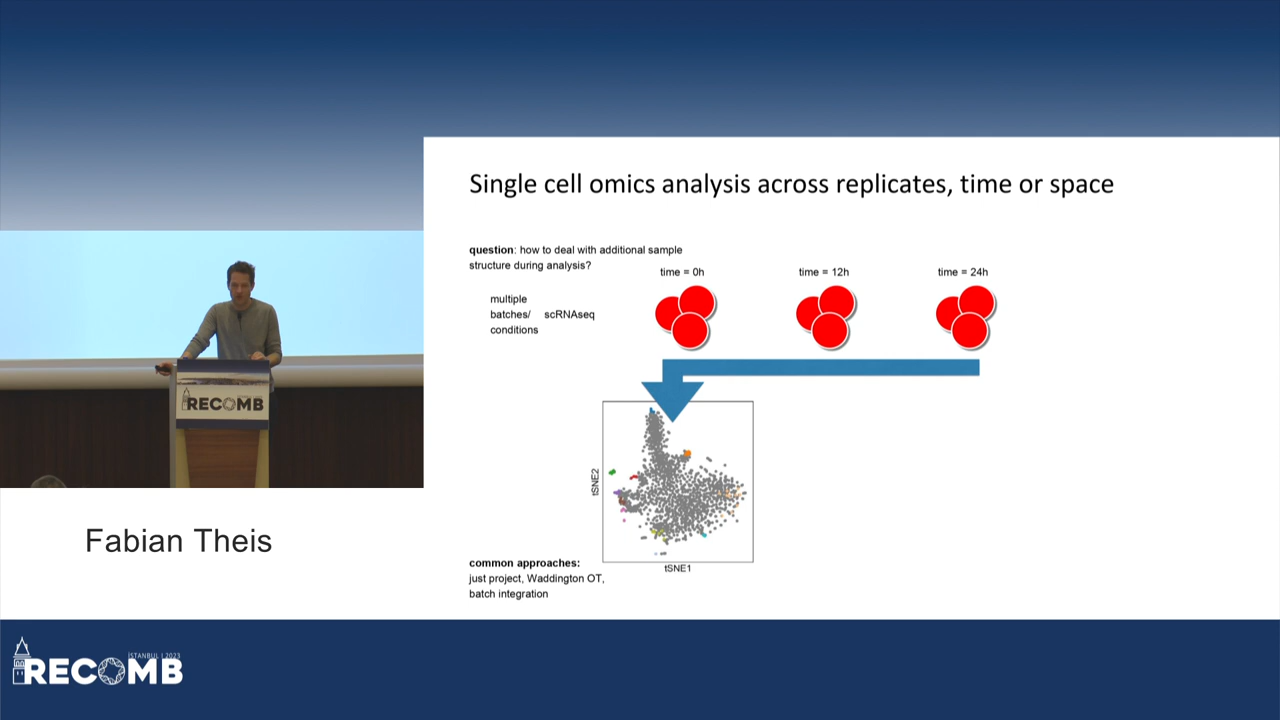 Single cell omics analysis across replicates, time or space
question: how to deal with additional sample
structure during analysis?
time = 0h
time = 12h
time = 24h
multiple
batches/ scRNAseq
conditions
RECOMB
tSNE2
tSNE1
Fabian Theis
common approaches:
just project, Waddington OT,
batch integration
İSTANBUL | 2023
RECOMB